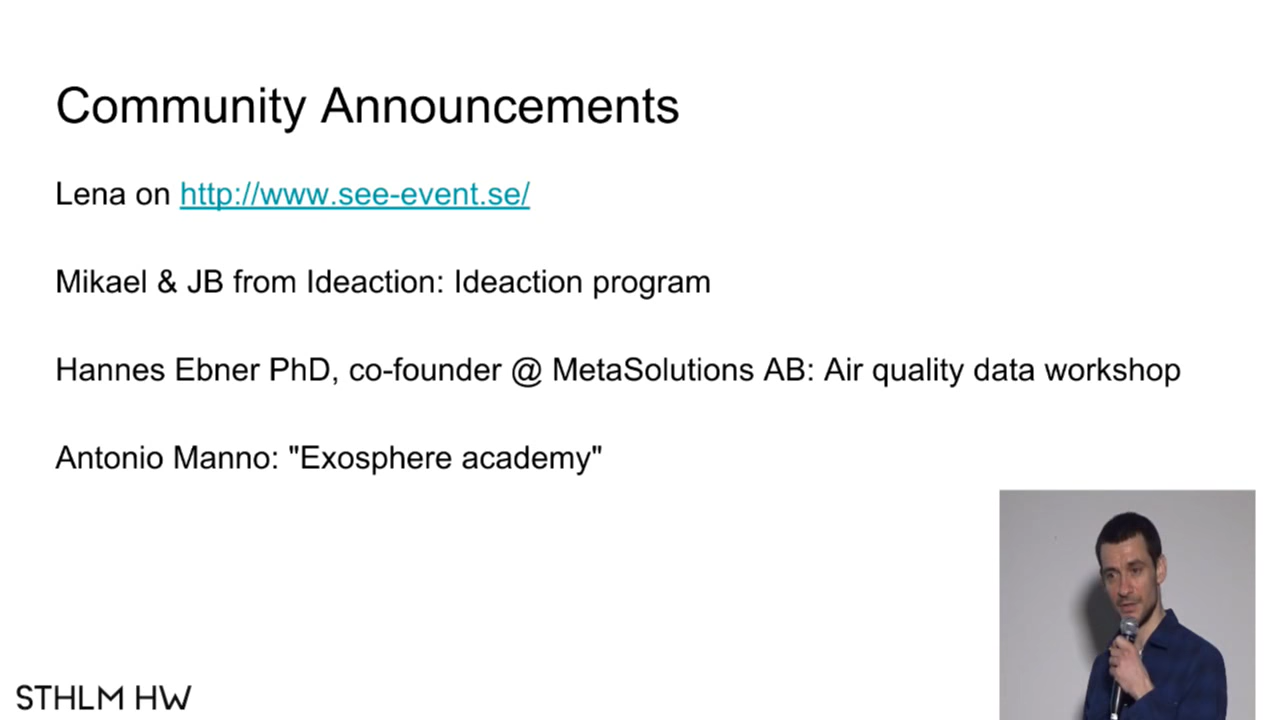 Community Announcements
Lena on http://www.see-event.se/
Mikael & JB from Ideaction: Ideaction program
Hannes Ebner PhD, co-founder @ MetaSolutions AB: Air quality data workshop
Antonio Manno: "Exosphere academy"
STHLM HW